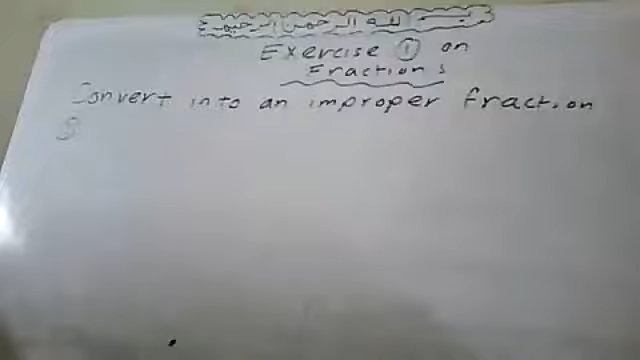 بسم الله الرحمن الرحيم
Exercise ① on
Fractions
Convert into an improper fraction